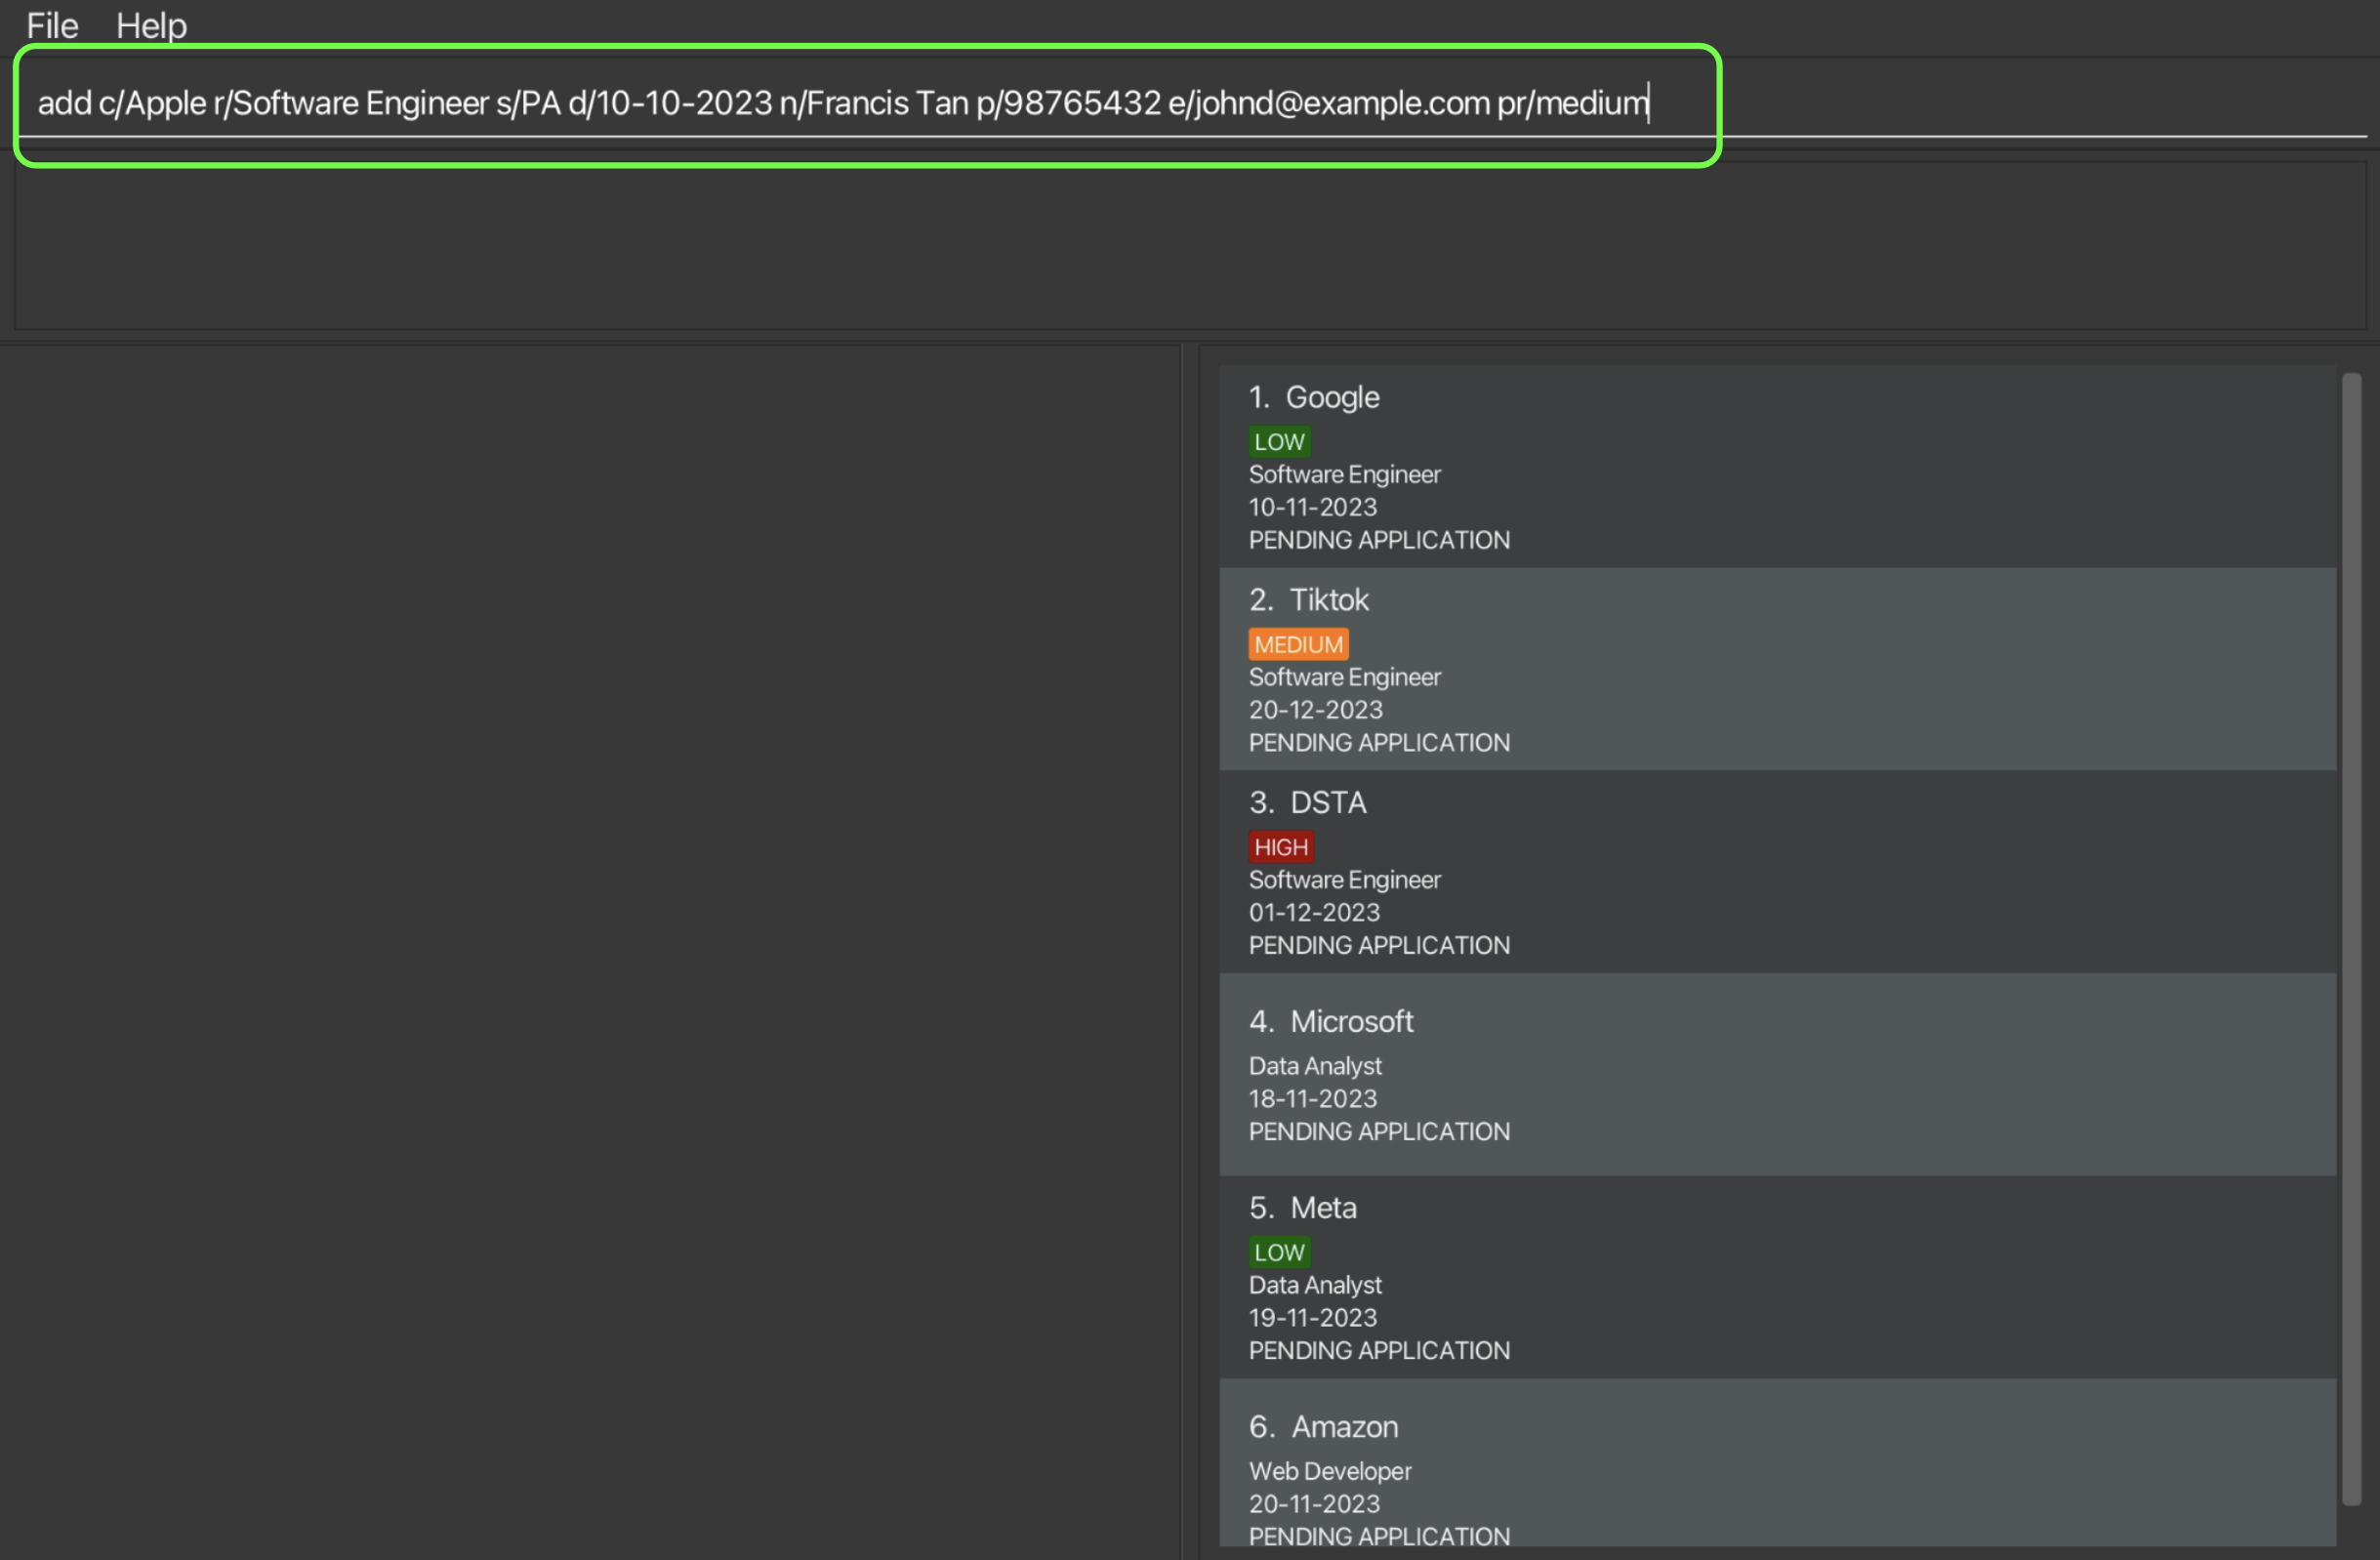 File Help
add c/Apple r/Software Engineer s/PA d/10-10-2023 n/Francis Tan p/98765432 e/johnd@example.com pr/medium
1. Google
LOW
Software Engineer
10-11-2023
PENDING APPLICATION
2. Tiktok
MEDIUM
Software Engineer
20-12-2023
PENDING APPLICATION
3. DSTA
HIGH
Software Engineer
01-12-2023
PENDING APPLICATION
4. Microsoft
Data Analyst
18-11-2023
PENDING APPLICATION
5. Meta
LOW
Data Analyst
19-11-2023
PENDING APPLICATION
6. Amazon
Web Developer
20-11-2023
PENDING APPLICATION